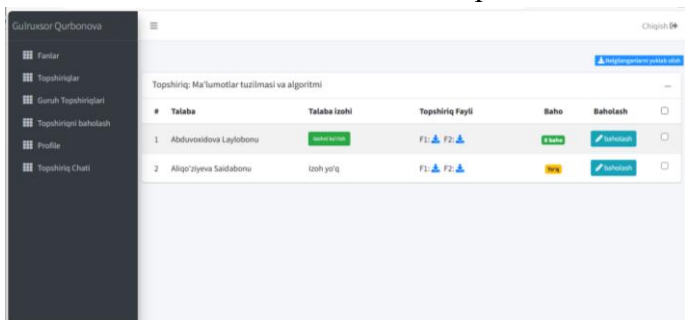 Gulruxsor Qurbonova
Chiqish
Fanlar
Topshiriqlar
Guruh Topshiriqlari
Topshiriqni baholash
Profile
Topshiriq Chati
Belgilanganlarni yuklab olish
Topshiriq: Ma'lumotlar tuzilmasi va algoritmi
# Talaba Talaba izohi Topshiriq Fayli Baho Baholash
1 Abduvoxidova Laylobonu F1: F2: baho baholash
2 Aliqo'ziyeva Saidabonu Izoh yo'q F1: F2: Yo'q baholash